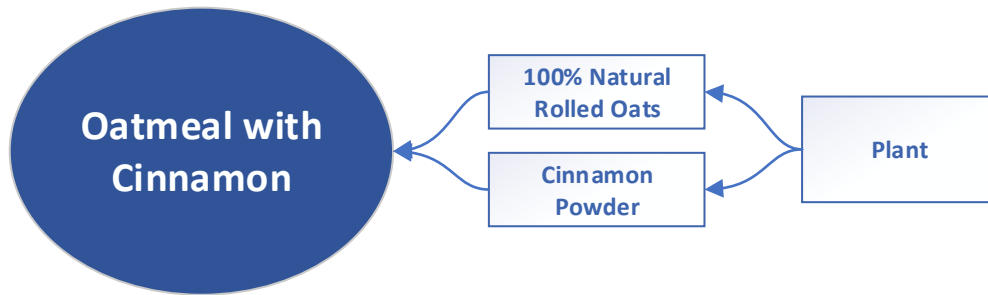 Oatmeal with
Cinnamon
100% Natural
Rolled Oats
Cinnamon
Powder
Plant